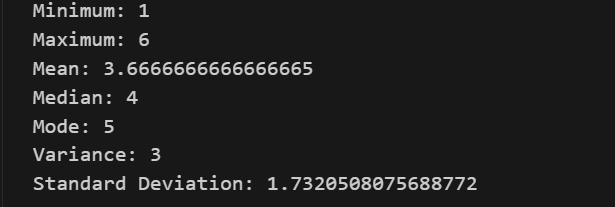 Minimum: 1
Maximum: 6
Mean: 3.6666666666666665
Median: 4
Mode: 5
Variance: 3
Standard Deviation: 1.7320508075688772